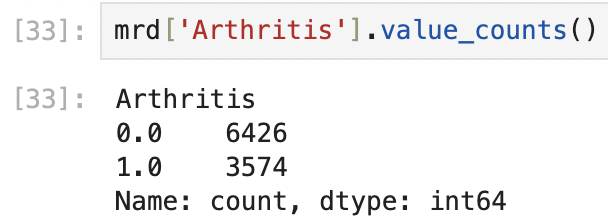 [33]: mrd['Arthritis'].value_counts()
[33]: Arthritis
0.0    6426
1.0    3574
Name: count, dtype: int64